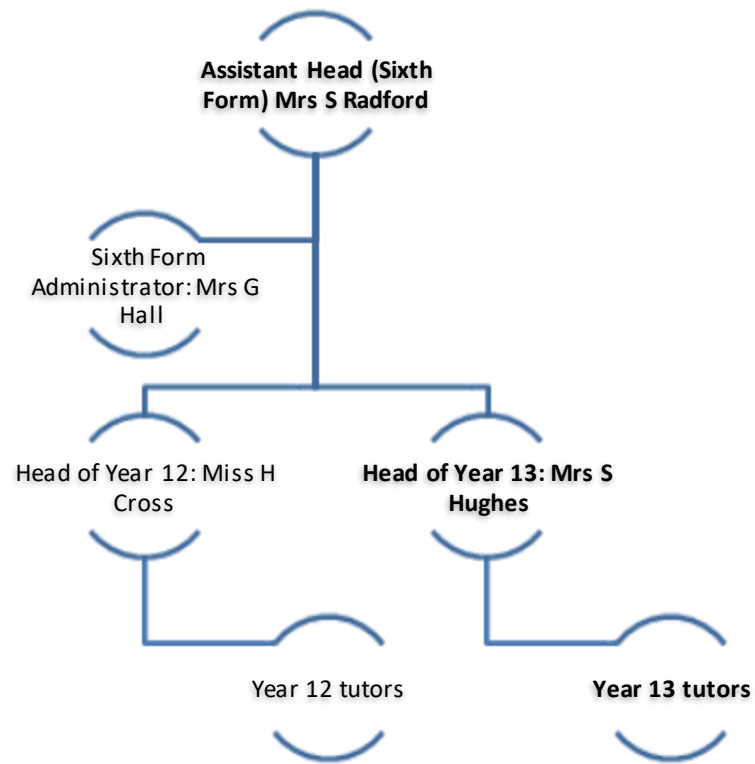 Assistant Head (Sixth
Form) Mrs S Radford
Sixth Form
Administrator: Mrs G
Hall
Head of Year 12: Miss H
Cross
Head of Year 13: Mrs S
Hughes
Year 12 tutors
Year 13 tutors